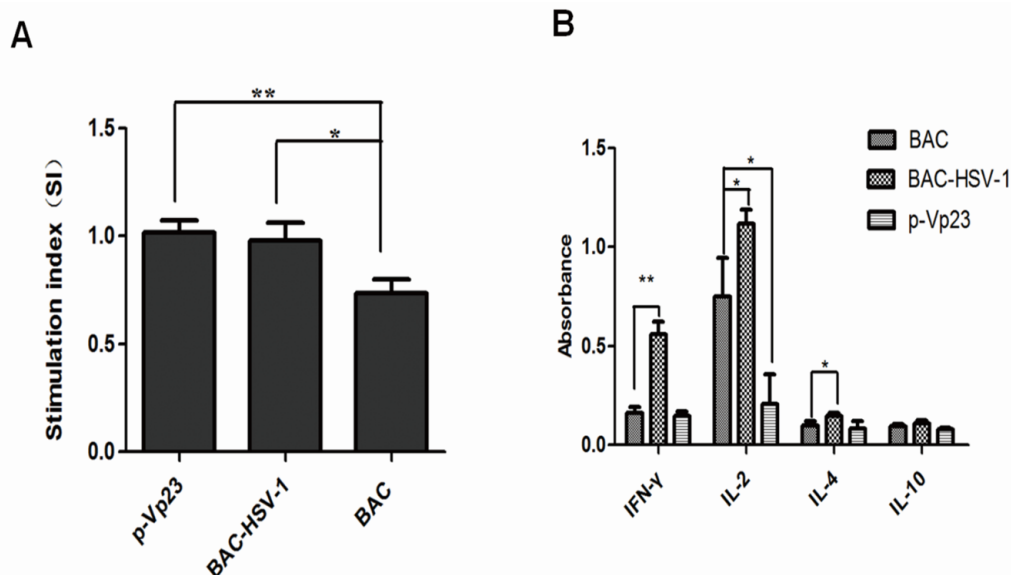 A
**
*
1.5
1.0
0.5
0.0
Stimulation index（SI）
p-Vp23
BAC-HSV-1
BAC
B
BAC
BAC-HSV-1
p-Vp23
1.5
1.0
0.5
0.0
Absorbance
**
*
*
*
IFN-γ
IL-2
IL-4
IL-10